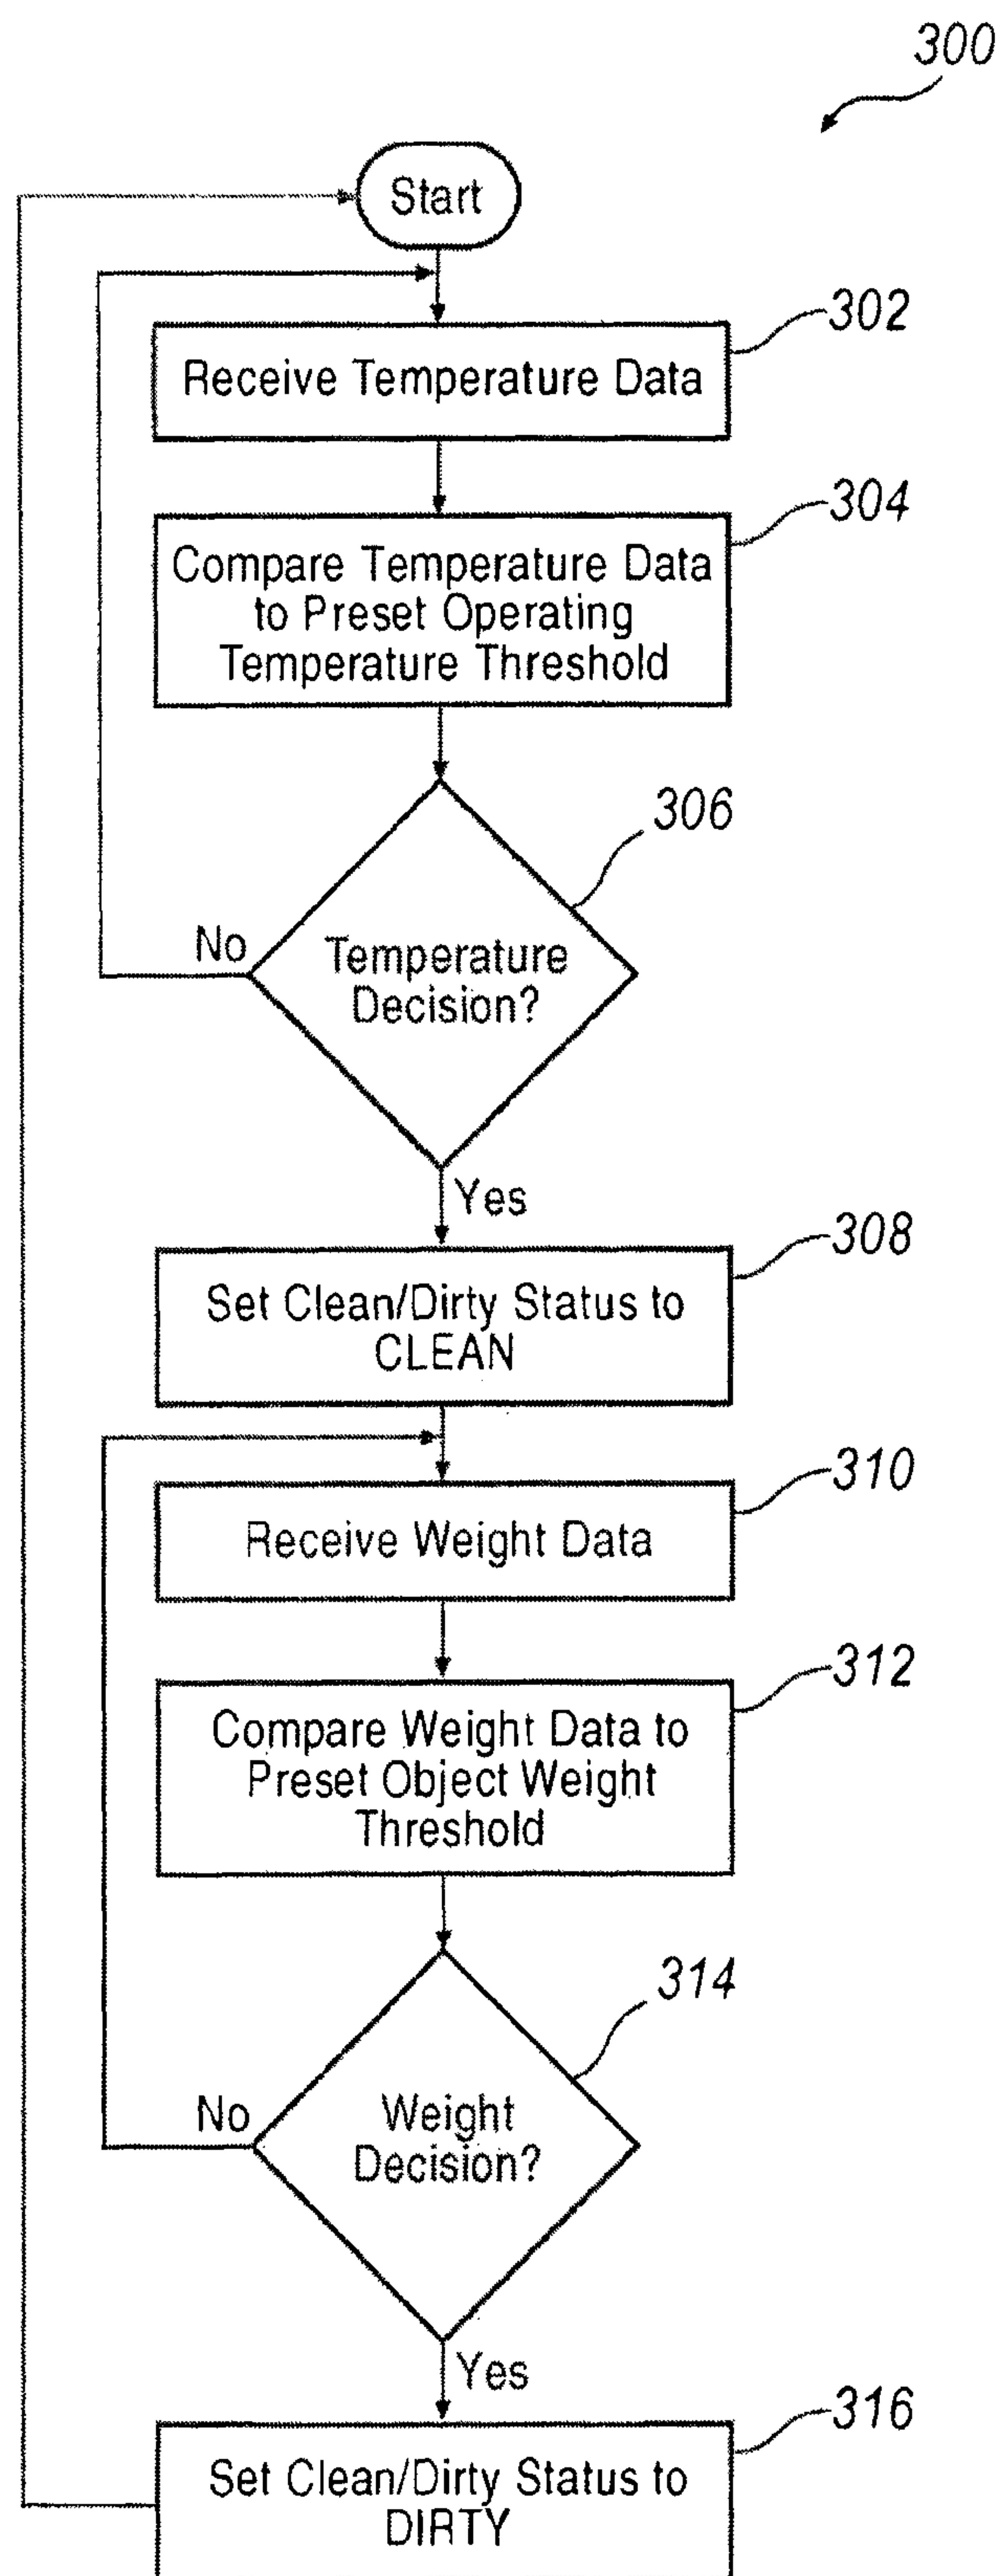 300
Start
302
Receive Temperature Data
304
Compare Temperature Data
to Preset Operating
Temperature Threshold
306
No
Temperature
Decision?
Yes
308
Set Clean/Dirty Status to
CLEAN
310
Receive Weight Data
312
Compare Weight Data to
Preset Object Weight
Threshold
314
No
Weight
Decision?
Yes
316
Set Clean/Dirty Status to
DIRTY